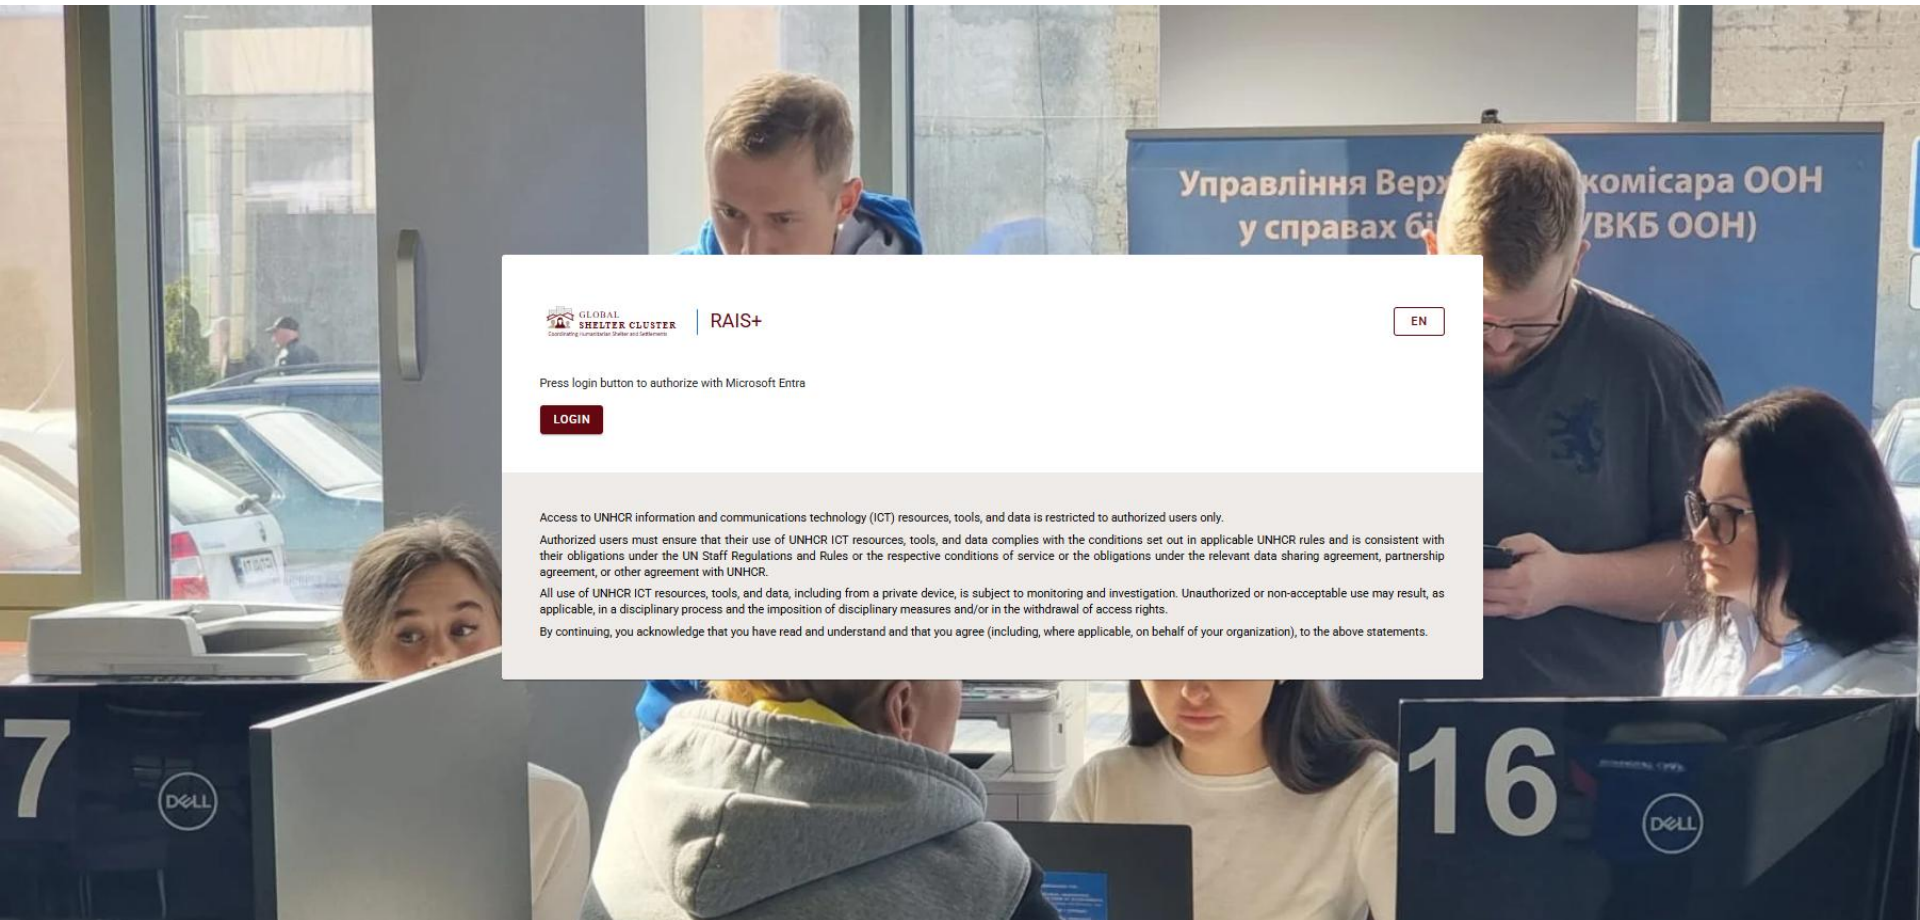 Управління Вер комісара ООН
у справах бі УВКБ ООН)
GLOBAL
SHELTER CLUSTER
Coordinating Humanitarian Shelter and Settlements
RAIS+
EN
Press login button to authorize with Microsoft Entra
LOGIN
Access to UNHCR information and communications technology (ICT) resources, tools, and data is restricted to authorized users only.
Authorized users must ensure that their use of UNHCR ICT resources, tools, and data complies with the conditions set out in applicable UNHCR rules and is consistent with
their obligations under the UN Staff Regulations and Rules or the respective conditions of service or the obligations under the relevant data sharing agreement, partnership
agreement, or other agreement with UNHCR.
All use of UNHCR ICT resources, tools, and data, including from a private device, is subject to monitoring and investigation. Unauthorized or non-acceptable use may result, as
applicable, in a disciplinary process and the imposition of disciplinary measures and/or in the withdrawal of access rights.
By continuing, you acknowledge that you have read and understand and that you agree (including, where applicable, on behalf of your organization), to the above statements.
7
DELL
16
DELL